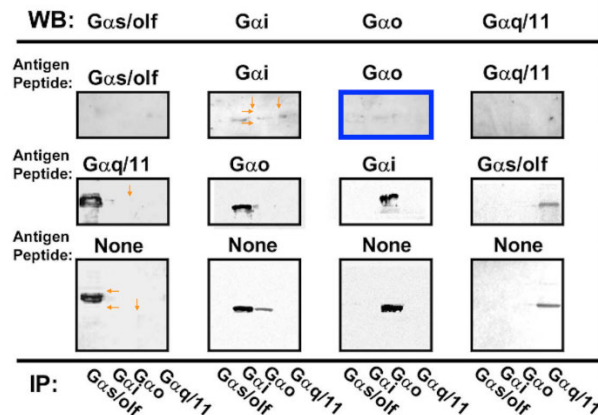 WB: Gαs/olf Gαi Gαo Gαq/11
Antigen
Peptide: Gαs/olf Gαi Gαo Gαq/11
Antigen
Peptide: Gαq/11 Gαo Gαi Gαs/olf
Antigen
Peptide: None None None None
IP: Gαs/olf Gαi Gαo Gαq/11 Gαs/olf Gαi Gαo Gαq/11 Gαs/olf Gαi Gαo Gαq/11 Gαs/olf Gαi Gαo Gαq/11